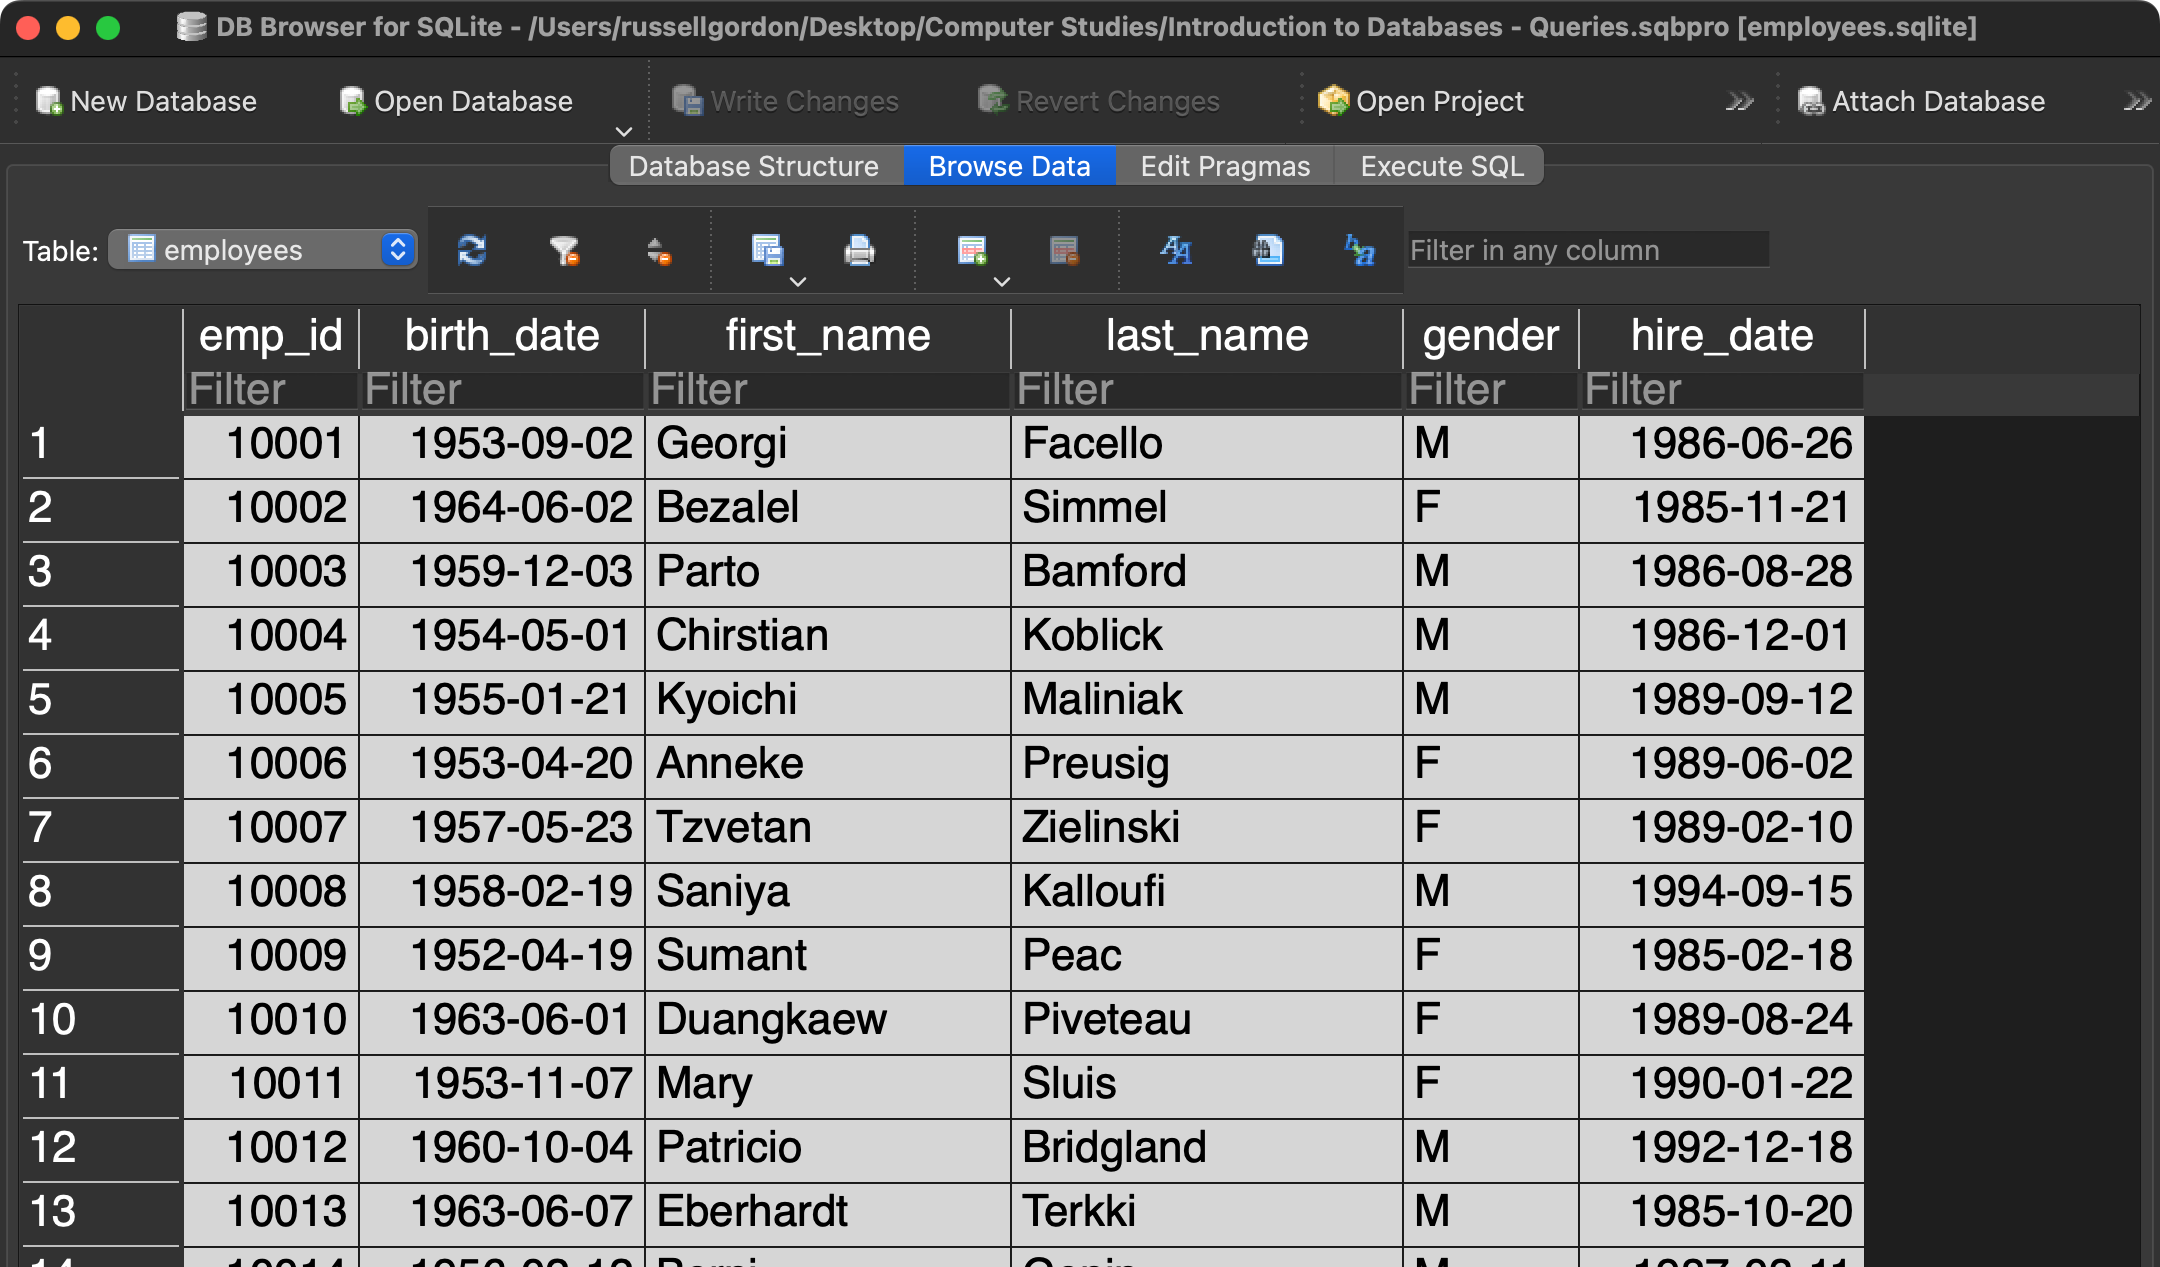 DB Browser for SQLite - /Users/russellgordon/Desktop/Computer Studies/Introduction to Databases - Queries.sqbpro [employees.sqlite]
New Database Open Database Write Changes Revert Changes Open Project Attach Database
Database Structure Browse Data Edit Pragmas Execute SQL
Table: employees Filter in any column
emp_id birth_date first_name last_name gender hire_date
Filter Filter Filter Filter Filter Filter
1 10001 1953-09-02 Georgi Facello M 1986-06-26
2 10002 1964-06-02 Bezalel Simmel F 1985-11-21
3 10003 1959-12-03 Parto Bamford M 1986-08-28
4 10004 1954-05-01 Chirstian Koblick M 1986-12-01
5 10005 1955-01-21 Kyoichi Maliniak M 1989-09-12
6 10006 1953-04-20 Anneke Preusig F 1989-06-02
7 10007 1957-05-23 Tzvetan Zielinski F 1989-02-10
8 10008 1958-02-19 Saniya Kalloufi M 1994-09-15
9 10009 1952-04-19 Sumant Peac F 1985-02-18
10 10010 1963-06-01 Duangkaew Piveteau F 1989-08-24
11 10011 1953-11-07 Mary Sluis F 1990-01-22
12 10012 1960-10-04 Patricio Bridgland M 1992-12-18
13 10013 1963-06-07 Eberhardt Terkki M 1985-10-20